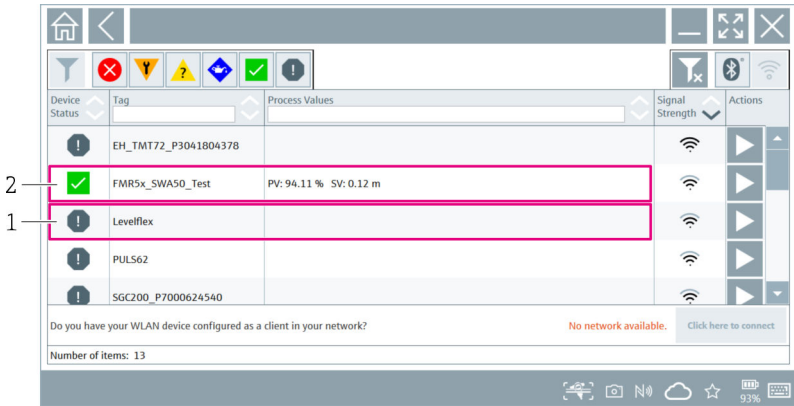 Device Status
Tag
Process Values
Signal Strength
Actions
EH_TMT72_P3041804378
2
FMR5x_SWA50_Test PV: 94.11 % SV: 0.12 m
1
Levelflex
PULS62
SGC200_P7000624540
Do you have your WLAN device configured as a client in your network? No network available. Click here to connect
Number of items: 13
93%